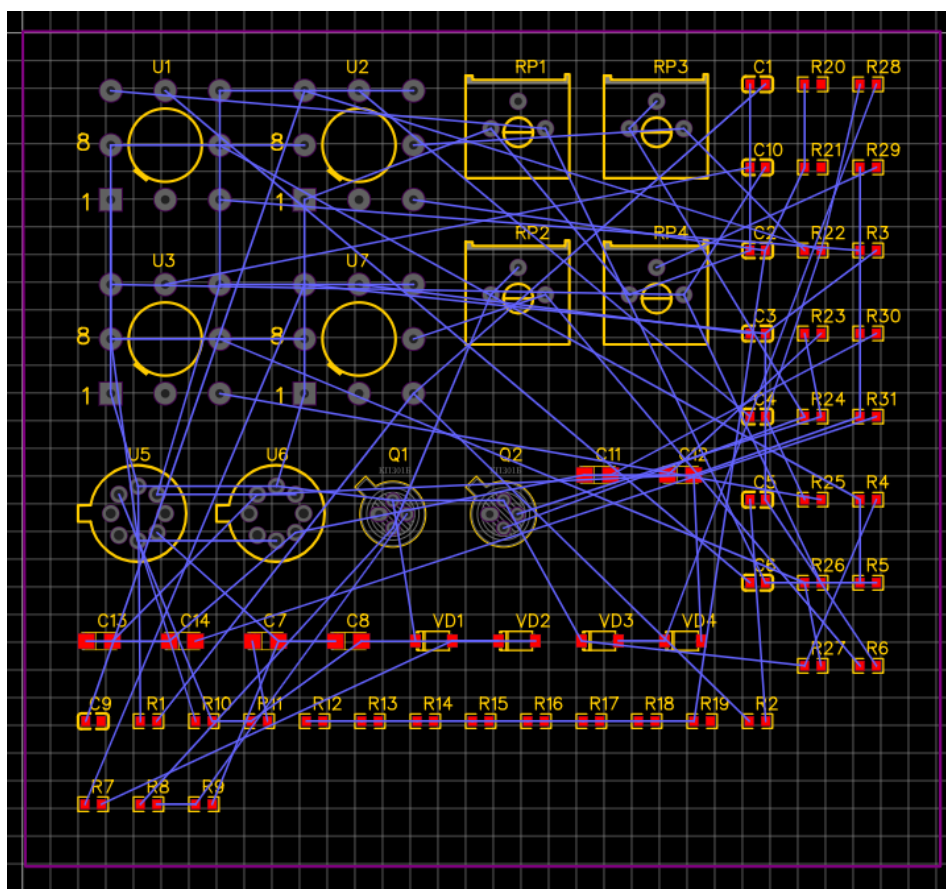 U1 U2 RP1 RP3 C1 R20 R28
8 8
C10 R21 R29
1 1
U3 U7 RP2 RP4 C2 R22 R3
8 8
C3 R23 R30
1 1
C4 R24 R31
U5 U6 Q1 Q2 C11 C12
КП301Б КП301Б
C5 R25 R4
C6 R26 R5
C13 C14 C7 C8 VD1 VD2 VD3 VD4
R27 R6
C9 R1 R10 R11 R12 R13 R14 R15 R16 R17 R18 R19 R2
R7 R8 R9